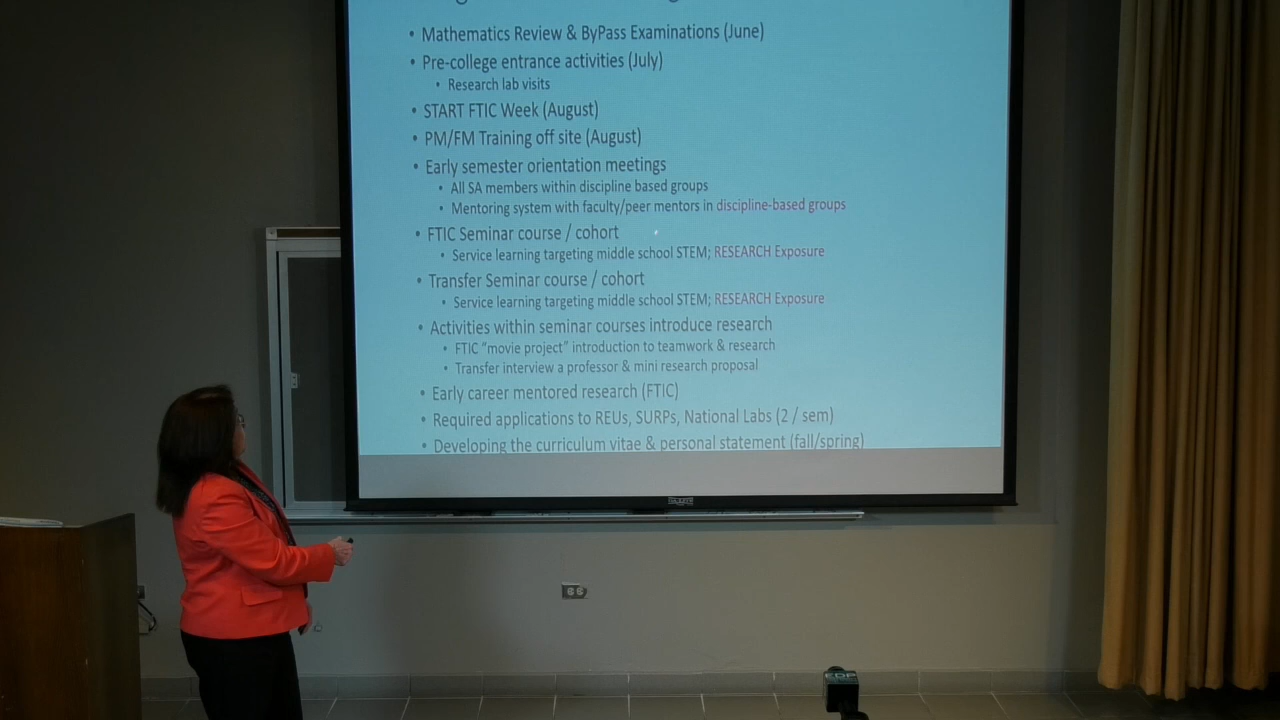 • Mathematics Review & ByPass Examinations (June)
• Pre-college entrance activities (July)
• Research lab visits
• START FTIC Week (August)
• PM/FM Training off site (August)
• Early semester orientation meetings
• All SA members within discipline based groups
• Mentoring system with faculty/peer mentors in discipline-based groups
• FTIC Seminar course / cohort
• Service learning targeting middle school STEM; RESEARCH Exposure
• Transfer Seminar course / cohort
• Service learning targeting middle school STEM; RESEARCH Exposure
• Activities within seminar courses introduce research
• FTIC "movie project" introduction to teamwork & research
• Transfer interview a professor & mini research proposal
• Early career mentored research (FTIC)
• Required applications to REUs, SURPs, National Labs (2 / sem)
• Developing the curriculum vitae & personal statement (fall/spring)